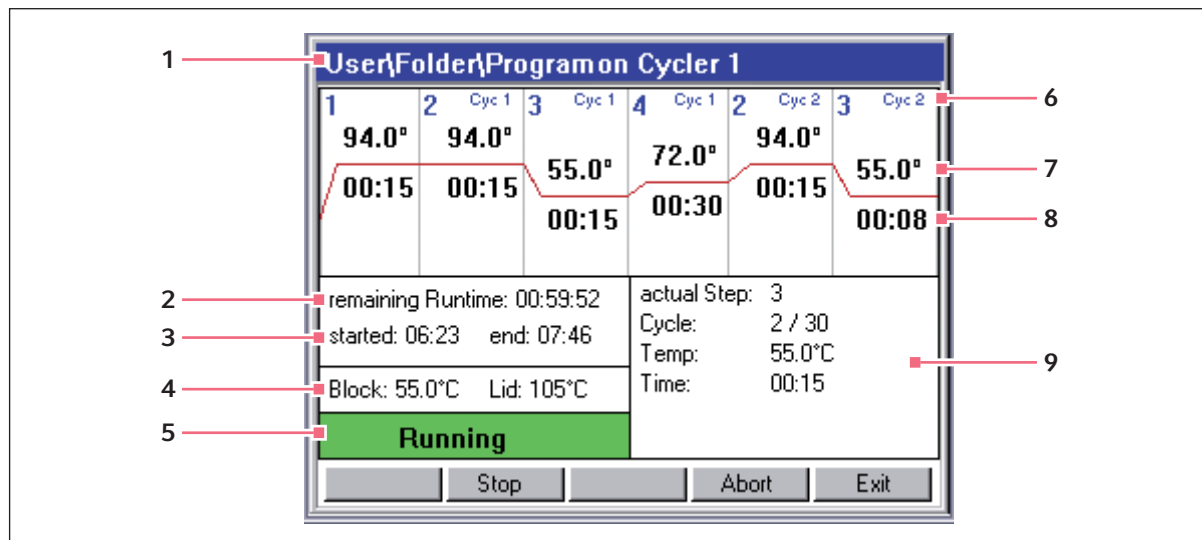 User\Folder\Program on Cycler 1
1 2 Cyc 1 3 Cyc 1 4 Cyc 1 2 Cyc 2 3 Cyc 2
94.0° 94.0° 55.0° 72.0° 94.0° 55.0°
00:15 00:15 00:15 00:30 00:15 00:08
remaining Runtime: 00:59:52
started: 06:23 end: 07:46
Block: 55.0°C Lid: 105°C
Running
actual Step: 3
Cycle: 2 / 30
Temp: 55.0°C
Time: 00:15
Stop Abort Exit
1
2
3
4
5
6
7
8
9